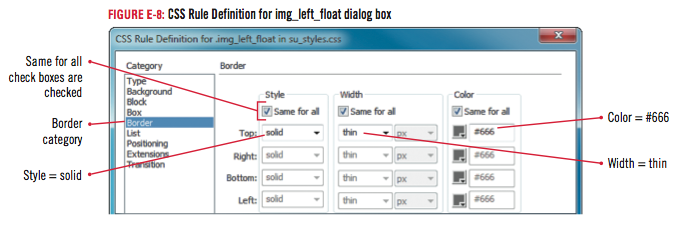 FIGURE E-8: CSS Rule Definition for img_left_float dialog box
CSS Rule Definition for .img_left_float in su_styles.css
x
Same for all
check boxes are
checked
Border
category
Style = solid
Category
Type
Background
Block
Box
Border
List
Positioning
Extensions
Transition
Border
Style Width Color
Same for all Same for all Same for all
Top: solid thin px #666
Right: solid thin px #666
Bottom: solid thin px #666
Left: solid thin px #666
Color = #666
Width = thin